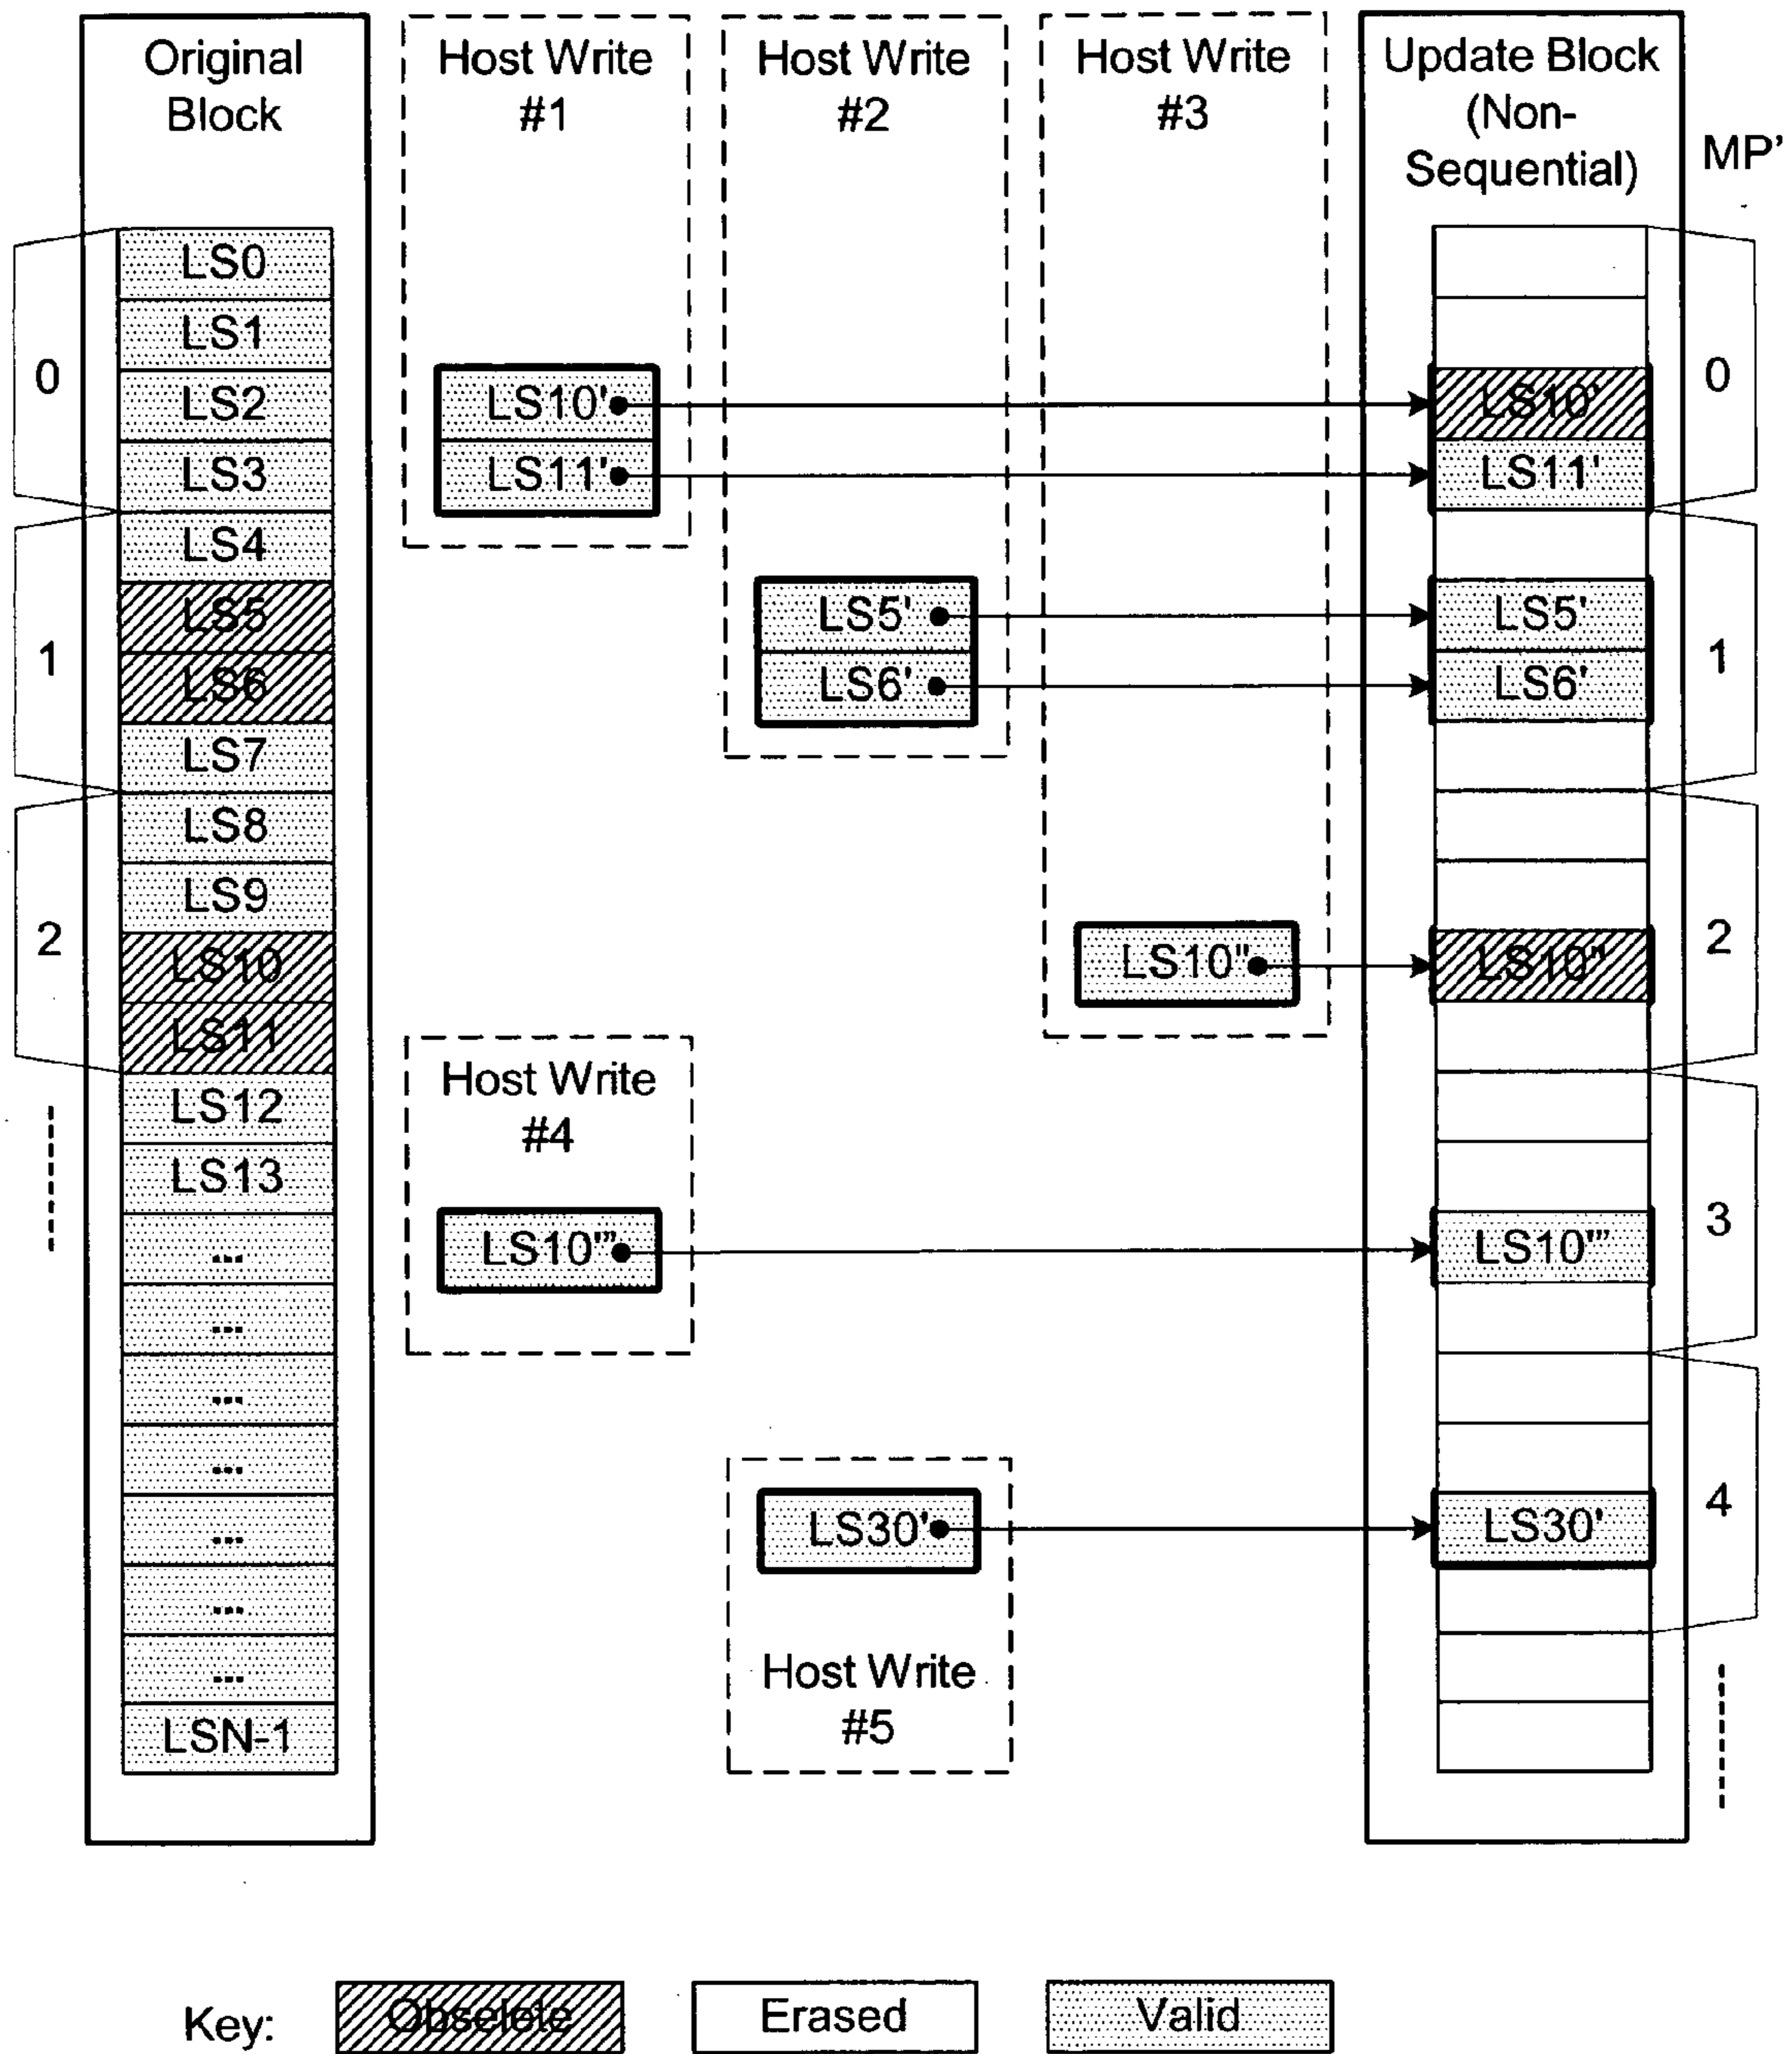 Original
Block
Host Write
#1
Host Write
#2
Host Write
#3
Update Block
(Non-
Sequential)
MP'
0
1
2
LS0
LS1
LS2
LS3
LS4
LS5
LS6
LS7
LS8
LS9
LS10
LS11
LS12
LS13
...
...
...
...
...
...
...
LSN-1
LS10'
LS11'
LS5'
LS6'
LS10"
Host Write
#4
LS10'"
LS30'
Host Write
#5
LS10'
LS11'
LS5'
LS6'
LS10"
LS10'"
LS30'
0
1
2
3
4
Key:
Obselete
Erased
Valid